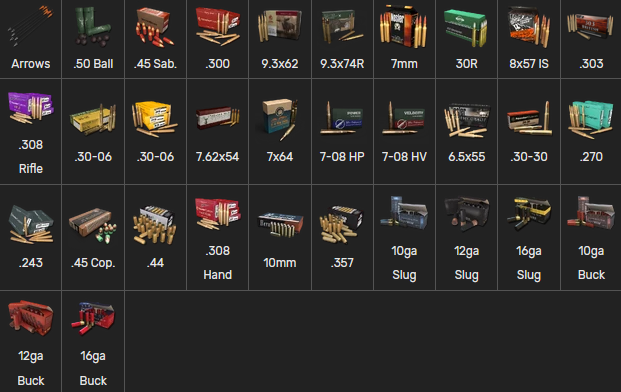 Arrows .50 Ball .45 Sab. .300 9.3x62 9.3x74R 7mm 30R 8x57 IS .303
.308 Rifle .30-06 .30-06 7.62x54 7x64 7-08 HP 7-08 HV 6.5x55 .30-30 .270
.243 .45 Cop. .44 .308 Hand 10mm .357 10ga Slug 12ga Slug 16ga Slug 10ga Buck
12ga Buck 16ga Buck